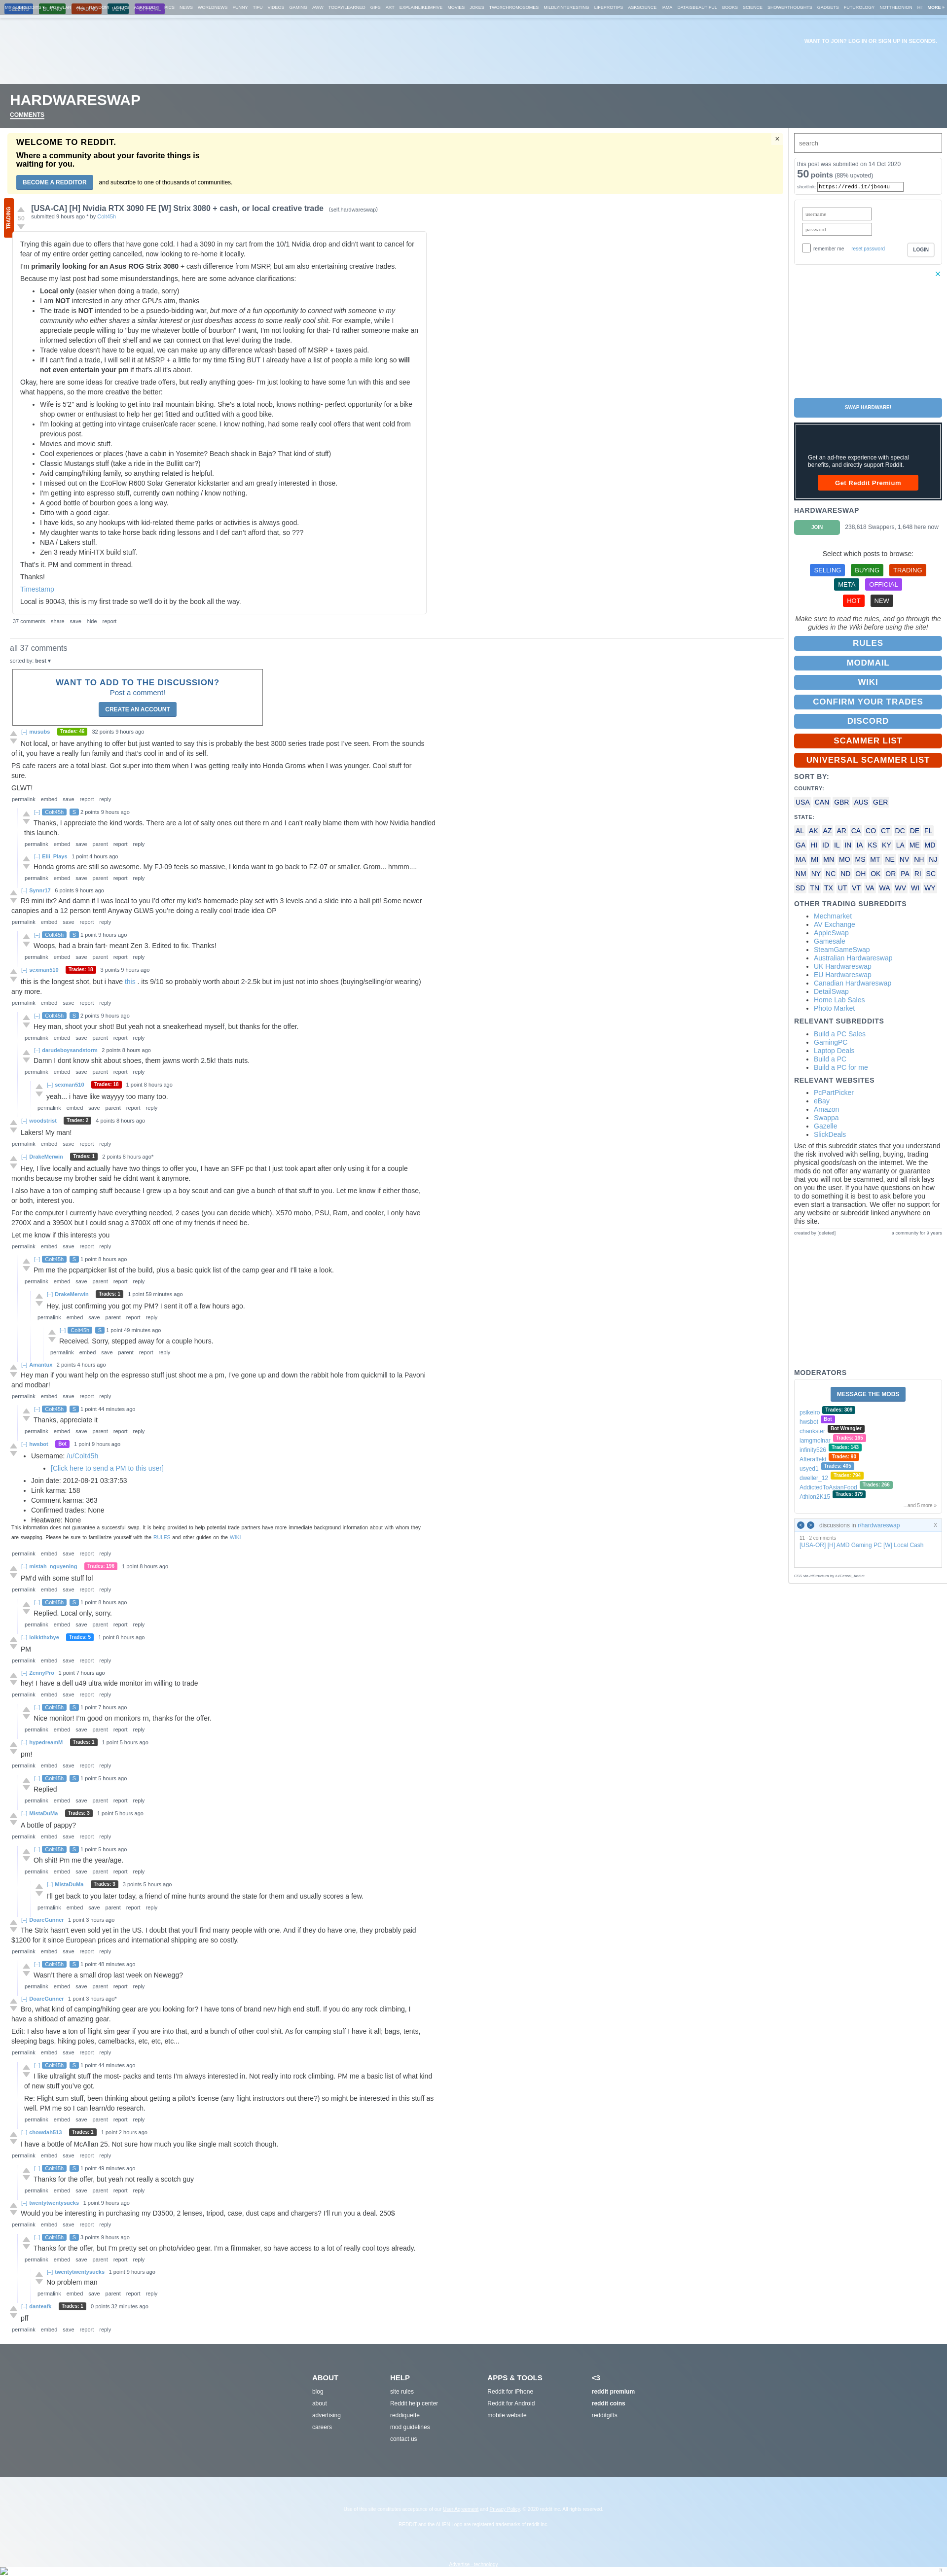 WANT TO JOIN? LOG IN OR SIGN UP IN SECONDS.
HARDWARESWAP
COMMENTS
WELCOME TO REDDIT.
Where a community about your favorite things is
waiting for you.
BECOME A REDDITOR and subscribe to one of thousands of communities.
TRADING
50
[USA-CA] [H] Nvidia RTX 3090 FE [W] Strix 3080 + cash, or local creative trade (self.hardwareswap)
submitted 9 hours ago * by Colt45h
Trying this again due to offers that have gone cold. I had a 3090 in my cart from the 10/1 Nvidia drop and didn't want to cancel for
fear of my entire order getting cancelled, now looking to re-home it locally.
I'm primarily looking for an Asus ROG Strix 3080 + cash difference from MSRP, but am also entertaining creative trades.
Because my last post had some misunderstandings, here are some advance clarifications:
Local only (easier when doing a trade, sorry)
I am NOT interested in any other GPU's atm, thanks
The trade is NOT intended to be a psuedo-bidding war, but more of a fun opportunity to connect with someone in my
community who either shares a similar interest or just does/has access to some really cool shit. For example, while I
appreciate people willing to "buy me whatever bottle of bourbon" I want, I'm not looking for that- I'd rather someone make an
informed selection off their shelf and we can connect on that level during the trade.
Trade value doesn't have to be equal, we can make up any difference w/cash based off MSRP + taxes paid.
If I can't find a trade, I will sell it at MSRP + a little for my time f5'ing BUT I already have a list of people a mile long so will
not even entertain your pm if that's all it's about.
Okay, here are some ideas for creative trade offers, but really anything goes- I'm just looking to have some fun with this and see
what happens, so the more creative the better:
Wife is 5'2" and is looking to get into trail mountain biking. She's a total noob, knows nothing- perfect opportunity for a bike
shop owner or enthusiast to help her get fitted and outfitted with a good bike.
I'm looking at getting into vintage cruiser/cafe racer scene. I know nothing, had some really cool offers that went cold from
previous post.
Movies and movie stuff.
Cool experiences or places (have a cabin in Yosemite? Beach shack in Baja? That kind of stuff)
Classic Mustangs stuff (take a ride in the Bullitt car?)
Avid camping/hiking family, so anything related is helpful.
I missed out on the EcoFlow R600 Solar Generator kickstarter and am greatly interested in those.
I'm getting into espresso stuff, currently own nothing / know nothing.
A good bottle of bourbon goes a long way.
Ditto with a good cigar.
I have kids, so any hookups with kid-related theme parks or activities is always good.
My daughter wants to take horse back riding lessons and I def can't afford that, so ???
NBA / Lakers stuff.
Zen 3 ready Mini-ITX build stuff.
That's it. PM and comment in thread.
Thanks!
Timestamp
Local is 90043, this is my first trade so we'll do it by the book all the way.
37 comments share save hide report
all 37 comments
sorted by: best ▾
WANT TO ADD TO THE DISCUSSION?
Post a comment!
CREATE AN ACCOUNT
[–] musubs Trades: 46 32 points 9 hours ago
Not local, or have anything to offer but just wanted to say this is probably the best 3000 series trade post I've seen. From the sounds
of it, you have a really fun family and that's cool in and of its self.
PS cafe racers are a total blast. Got super into them when I was getting really into Honda Groms when I was younger. Cool stuff for
sure.
GLWT!
permalink embed save report reply
[–] Colt45h S 2 points 9 hours ago
Thanks, I appreciate the kind words. There are a lot of salty ones out there rn and I can't really blame them with how Nvidia handled
this launch.
permalink embed save parent report reply
[–] Eli_Plays 1 point 4 hours ago
Honda groms are still so awesome. My FJ-09 feels so massive, I kinda want to go back to FZ-07 or smaller. Grom... hmmm....
permalink embed save parent report reply
[–] Synnr17 6 points 9 hours ago
R9 mini itx? And damn if I was local to you I'd offer my kid's homemade play set with 3 levels and a slide into a ball pit! Some newer
canopies and a 12 person tent! Anyway GLWS you're doing a really cool trade idea OP
permalink embed save report reply
[–] Colt45h S 1 point 9 hours ago
Woops, had a brain fart- meant Zen 3. Edited to fix. Thanks!
permalink embed save parent report reply
[–] sexman510 Trades: 18 3 points 9 hours ago
this is the longest shot, but i have this . its 9/10 so probably worth about 2-2.5k but im just not into shoes (buying/selling/or wearing)
any more.
permalink embed save report reply
[–] Colt45h S 2 points 9 hours ago
Hey man, shoot your shot! But yeah not a sneakerhead myself, but thanks for the offer.
permalink embed save parent report reply
[–] darudeboysandstorm 2 points 8 hours ago
Damn I dont know shit about shoes, them jawns worth 2.5k! thats nuts.
permalink embed save parent report reply
[–] sexman510 Trades: 18 1 point 8 hours ago
yeah... i have like wayyyy too many too.
permalink embed save parent report reply
[–] woodstrist Trades: 2 4 points 8 hours ago
Lakers! My man!
permalink embed save report reply
[–] DrakeMerwin Trades: 1 2 points 8 hours ago*
Hey, I live locally and actually have two things to offer you, I have an SFF pc that I just took apart after only using it for a couple
months because my brother said he didnt want it anymore.
I also have a ton of camping stuff because I grew up a boy scout and can give a bunch of that stuff to you. Let me know if either those,
or both, interest you.
For the computer I currently have everything needed, 2 cases (you can decide which), X570 mobo, PSU, Ram, and cooler, I only have
2700X and a 3950X but I could snag a 3700X off one of my friends if need be.
Let me know if this interests you
permalink embed save report reply
[–] Colt45h S 1 point 8 hours ago
Pm me the pcpartpicker list of the build, plus a basic quick list of the camp gear and I'll take a look.
permalink embed save parent report reply
[–] DrakeMerwin Trades: 1 1 point 59 minutes ago
Hey, just confirming you got my PM? I sent it off a few hours ago.
permalink embed save parent report reply
[–] Colt45h S 1 point 49 minutes ago
Received. Sorry, stepped away for a couple hours.
permalink embed save parent report reply
[–] Amantus 2 points 4 hours ago
Hey man if you want help on the espresso stuff just shoot me a pm, I've gone up and down the rabbit hole from quickmill to la Pavoni
and modbar!
permalink embed save report reply
[–] Colt45h S 1 point 44 minutes ago
Thanks, appreciate it
permalink embed save parent report reply
[–] hwsbot Bot 1 point 9 hours ago
Username: /u/Colt45h
[Click here to send a PM to this user]
Join date: 2012-08-21 03:37:53
Link karma: 158
Comment karma: 363
Confirmed trades: None
Heatware: None
This information does not guarantee a successful swap. It is being provided to help potential trade partners have more immediate background information about with whom they
are swapping. Please be sure to familiarize yourself with the RULES and other guides on the WIKI
permalink embed save report reply
[–] mistah_nguyening Trades: 190 1 point 8 hours ago
PM'd with some stuff lol
permalink embed save report reply
[–] Colt45h S 1 point 8 hours ago
Replied. Local only, sorry.
permalink embed save parent report reply
[–] lolkkthxbye Trades: 5 1 point 8 hours ago
PM
permalink embed save report reply
[–] ZennyPro 1 point 7 hours ago
hey! I have a dell u49 ultra wide monitor im willing to trade
permalink embed save report reply
[–] Colt45h S 1 point 7 hours ago
Nice monitor! I'm good on monitors rn, thanks for the offer.
permalink embed save parent report reply
[–] hypedreamM Trades: 1 1 point 5 hours ago
pm!
permalink embed save report reply
[–] Colt45h S 1 point 5 hours ago
Replied
permalink embed save parent report reply
[–] MistaDuMa Trades: 3 1 point 5 hours ago
A bottle of pappy?
permalink embed save report reply
[–] Colt45h S 1 point 5 hours ago
Oh shit! Pm me the year/age.
permalink embed save parent report reply
[–] MistaDuMa Trades: 3 3 points 5 hours ago
I'll get back to you later today, a friend of mine hunts around the state for them and usually scores a few.
permalink embed save parent report reply
[–] DoareGunner 1 point 3 hours ago
The Strix hasn't even sold yet in the US. I doubt that you'll find many people with one. And if they do have one, they probably paid
$1200 for it since European prices and international shipping are so costly.
permalink embed save report reply
[–] Colt45h S 1 point 48 minutes ago
Wasn't there a small drop last week on Newegg?
permalink embed save parent report reply
[–] DoareGunner 1 point 3 hours ago*
Bro, what kind of camping/hiking gear are you looking for? I have tons of brand new high end stuff. If you do any rock climbing, I
have a shitload of amazing gear.
Edit: I also have a ton of flight sim gear if you are into that, and a bunch of other cool shit. As for camping stuff I have it all; bags, tents,
sleeping bags, hiking poles, camelbacks, etc, etc, etc...
permalink embed save report reply
[–] Colt45h S 1 point 44 minutes ago
I like ultralight stuff the most- packs and tents I'm always interested in. Not really into rock climbing. PM me a basic list of what kind
of new stuff you've got.
Re: Flight sum stuff, been thinking about getting a pilot's license (any flight instructors out there?) so might be interested in this stuff as
well. PM me so I can learn/do research.
permalink embed save parent report reply
[–] chowdah513 Trades: 1 1 point 2 hours ago
I have a bottle of McAllan 25. Not sure how much you like single malt scotch though.
permalink embed save report reply
[–] Colt45h S 1 point 49 minutes ago
Thanks for the offer, but yeah not really a scotch guy
permalink embed save parent report reply
[–] twentytwentysucks 1 point 9 hours ago
Would you be interesting in purchasing my D3500, 2 lenses, tripod, case, dust caps and chargers? I'll run you a deal. 250$
permalink embed save report reply
[–] Colt45h S 3 points 9 hours ago
Thanks for the offer, but I'm pretty set on photo/video gear. I'm a filmmaker, so have access to a lot of really cool toys already.
permalink embed save parent report reply
[–] twentytwentysucks 1 point 9 hours ago
No problem man
permalink embed save parent report reply
[–] danteafk Trades: 1 0 points 32 minutes ago
pff
permalink embed save report reply
search
this post was submitted on 14 Oct 2020
50 points (88% upvoted)
shortlink: https://redd.it/jb4o4u
username
password
remember me reset password LOGIN
SWAP HARDWARE!
Get an ad-free experience with special
benefits, and directly support Reddit.
Get Reddit Premium
HARDWARESWAP
JOIN 238,618 Swappers, 1,648 here now
Select which posts to browse:
SELLING BUYING TRADING
META OFFICIAL
HOT NEW
Make sure to read the rules, and go through the
guides in the Wiki before using the site!
RULES
MODMAIL
WIKI
CONFIRM YOUR TRADES
DISCORD
SCAMMER LIST
UNIVERSAL SCAMMER LIST
SORT BY:
COUNTRY:
USA CAN GBR AUS GER
STATE:
AL AK AZ AR CA CO CT DC DE FL
GA HI ID IL IN IA KS KY LA ME MD
MA MI MN MO MS MT NE NV NH NJ
NM NY NC ND OH OK OR PA RI SC
SD TN TX UT VT VA WA WV WI WY
OTHER TRADING SUBREDDITS
Mechmarket
AV Exchange
AppleSwap
Gamesale
SteamGameSwap
Australian Hardwareswap
UK Hardwareswap
EU Hardwareswap
Canadian Hardwareswap
DetailSwap
Home Lab Sales
Photo Market
RELEVANT SUBREDDITS
Build a PC Sales
GamingPC
Laptop Deals
Build a PC
Build a PC for me
RELEVANT WEBSITES
PcPartPicker
eBay
Amazon
Swappa
Gazelle
SlickDeals
Use of this subreddit states that you understand
the risk involved with selling, buying, trading
physical goods/cash on the internet. We the
mods do not offer any warranty or guarantee
that you will not be scammed, and all risk lays
on you the user. If you have questions on how
to do something it is best to ask before you
even start a transaction. We offer no support for
any website or subreddit linked anywhere on
this site.
created by [deleted] a community for 9 years
MODERATORS
MESSAGE THE MODS
psikeiro Trades: 309
hwsbot Bot
chankster Bot Wrangler
iamgmoinsr Trades: 165
infinity526 Trades: 143
Afteraffekt Trades: 90
usyed1 Trades: 405
dweller_12 Trades: 794
AddictedToAsianFood Trades: 266
Athlon2K15 Trades: 379
...and 5 more »
< > discussions in r/hardwareswap X
11 · 2 comments
[USA-OR] [H] AMD Gaming PC [W] Local Cash
ABOUT
blog
about
advertising
careers
HELP
site rules
Reddit help center
reddiquette
mod guidelines
contact us
APPS & TOOLS
Reddit for iPhone
Reddit for Android
mobile website
<3
reddit premium
reddit coins
redditgifts